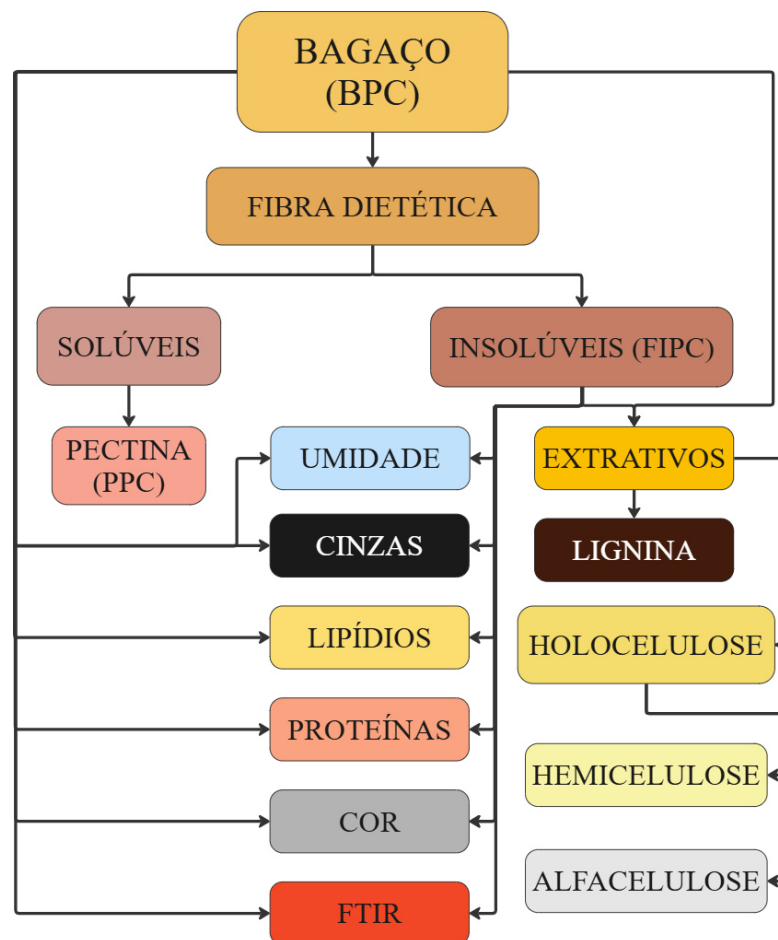 BAGAÇO
(BPC)
FIBRA DIETÉTICA
SOLÚVEIS
INSOLÚVEIS (FIPC)
PECTINA
(PPC)
UMIDADE
EXTRATIVOS
CINZAS
LIGNINA
LIPÍDIOS
HOLOCELULOSE
PROTEÍNAS
HEMICELULOSE
COR
ALFACELULOSE
FTIR